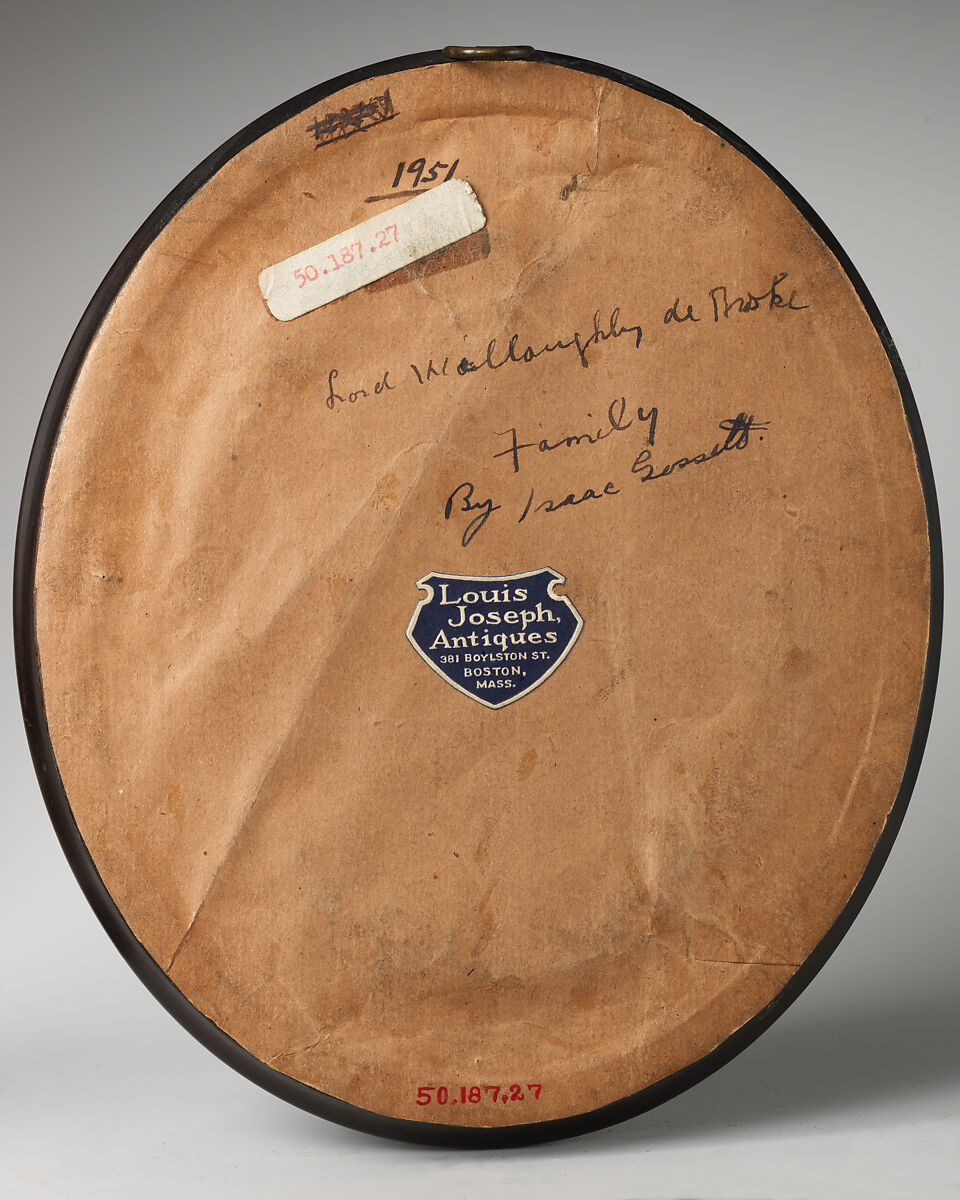 1951
50.187.27
Lord Willoughby de Broke
Family
By Isaac Gossett.
Louis
Joseph,
Antiques
381 BOYLSTON ST.
BOSTON,
MASS.
50.187.27